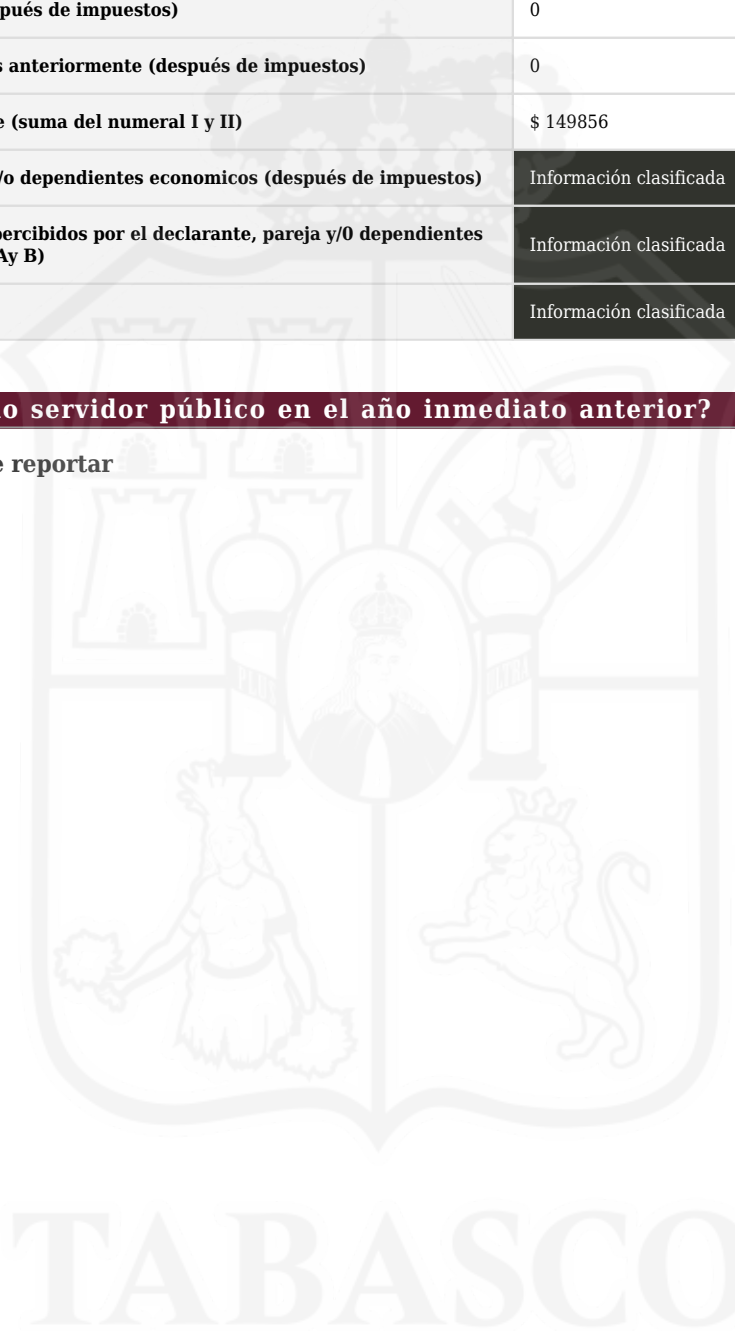 pués de impuestos)
0
s anteriormente (después de impuestos)
0
e (suma del numeral I y II)
$ 149856
/o dependientes economicos (después de impuestos)
Información clasificada
percibidos por el declarante, pareja y/0 dependientes
Ay B)
Información clasificada
Información clasificada
o servidor público en el año inmediato anterior?
e reportar
PLUS
ULTRA
TABASCO